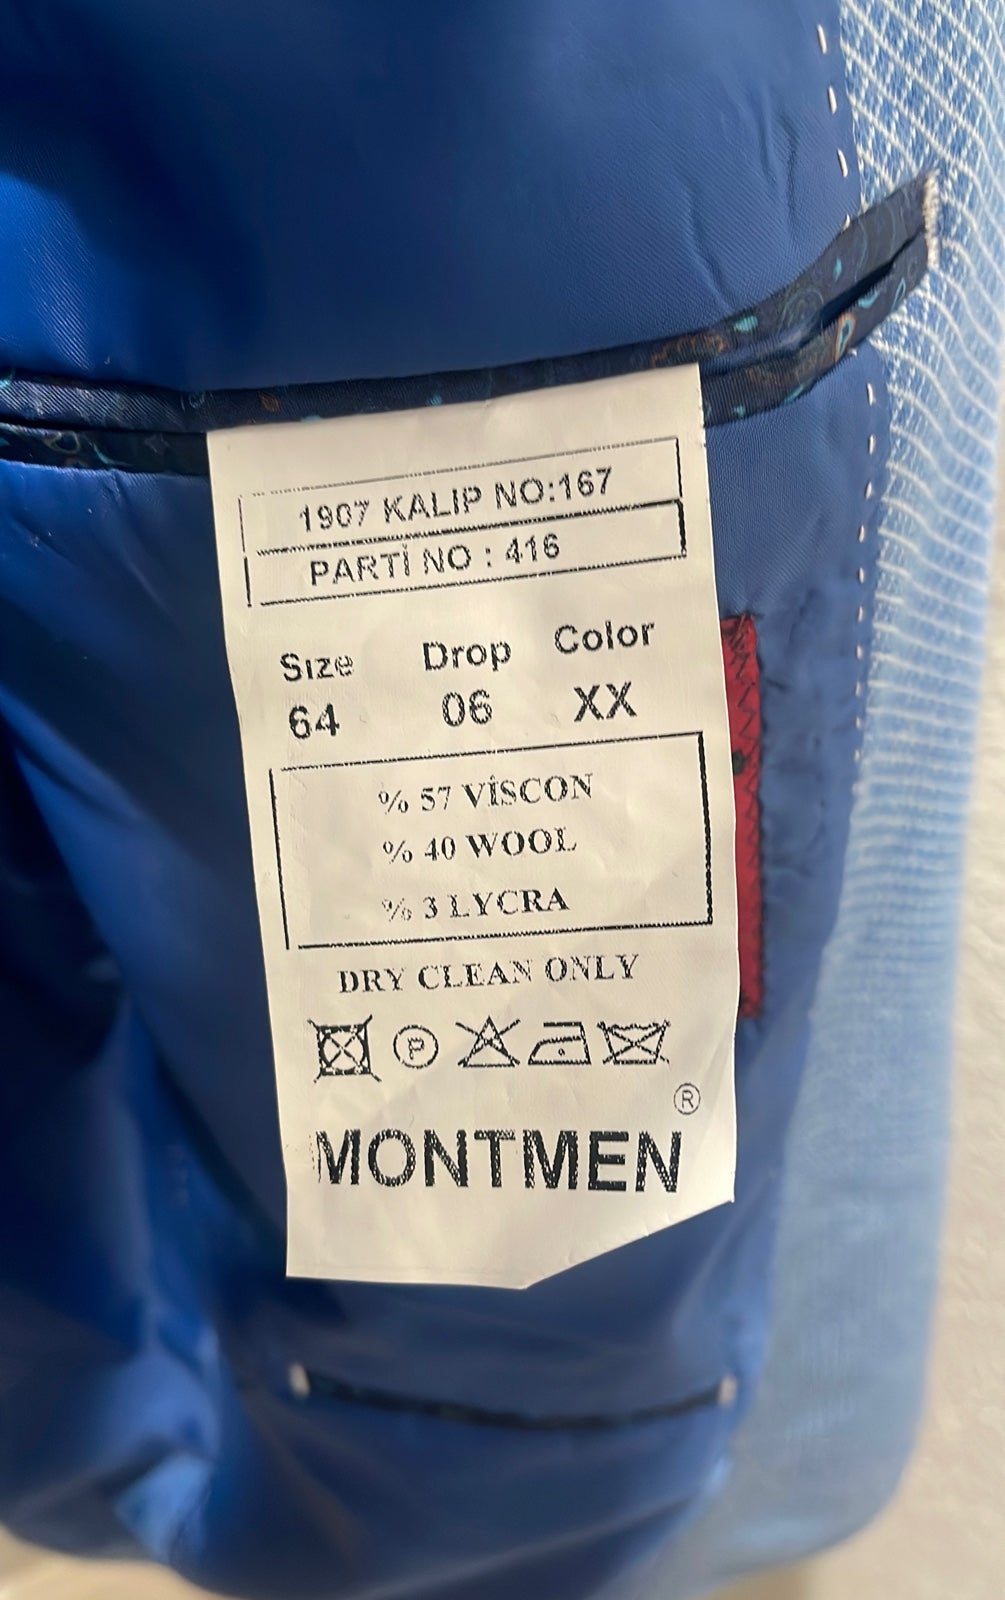 1907 KALIP NO:167
PARTİ NO : 416
Size Drop Color
64 06 XX
% 57 VİSCON
% 40 WOOL
% 3 LYCRA
DRY CLEAN ONLY
P
®
MONTMEN